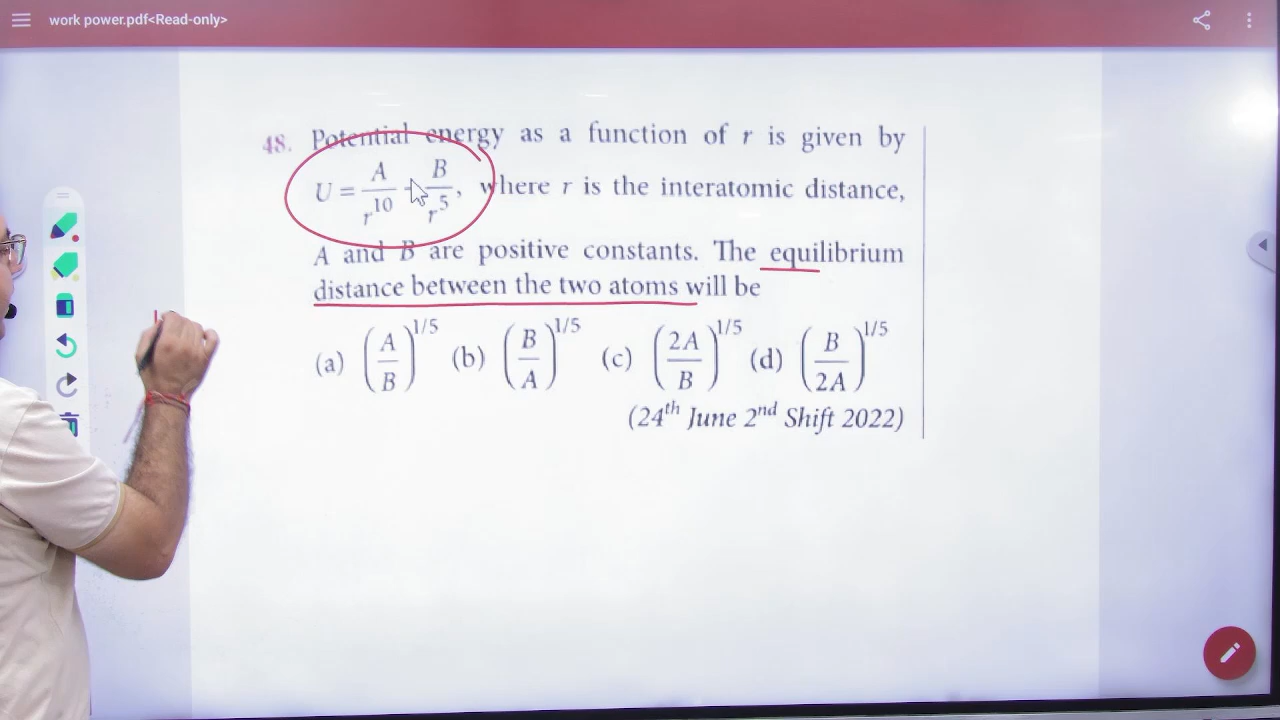 work power.pdf<Read-only>
48. Potential energy as a function of r is given by
U = A/r^10 - B/r^5, where r is the interatomic distance,
A and B are positive constants. The equilibrium
distance between the two atoms will be
(a) (A/B)^1/5 (b) (B/A)^1/5 (c) (2A/B)^1/5 (d) (B/2A)^1/5
(24th June 2nd Shift 2022)